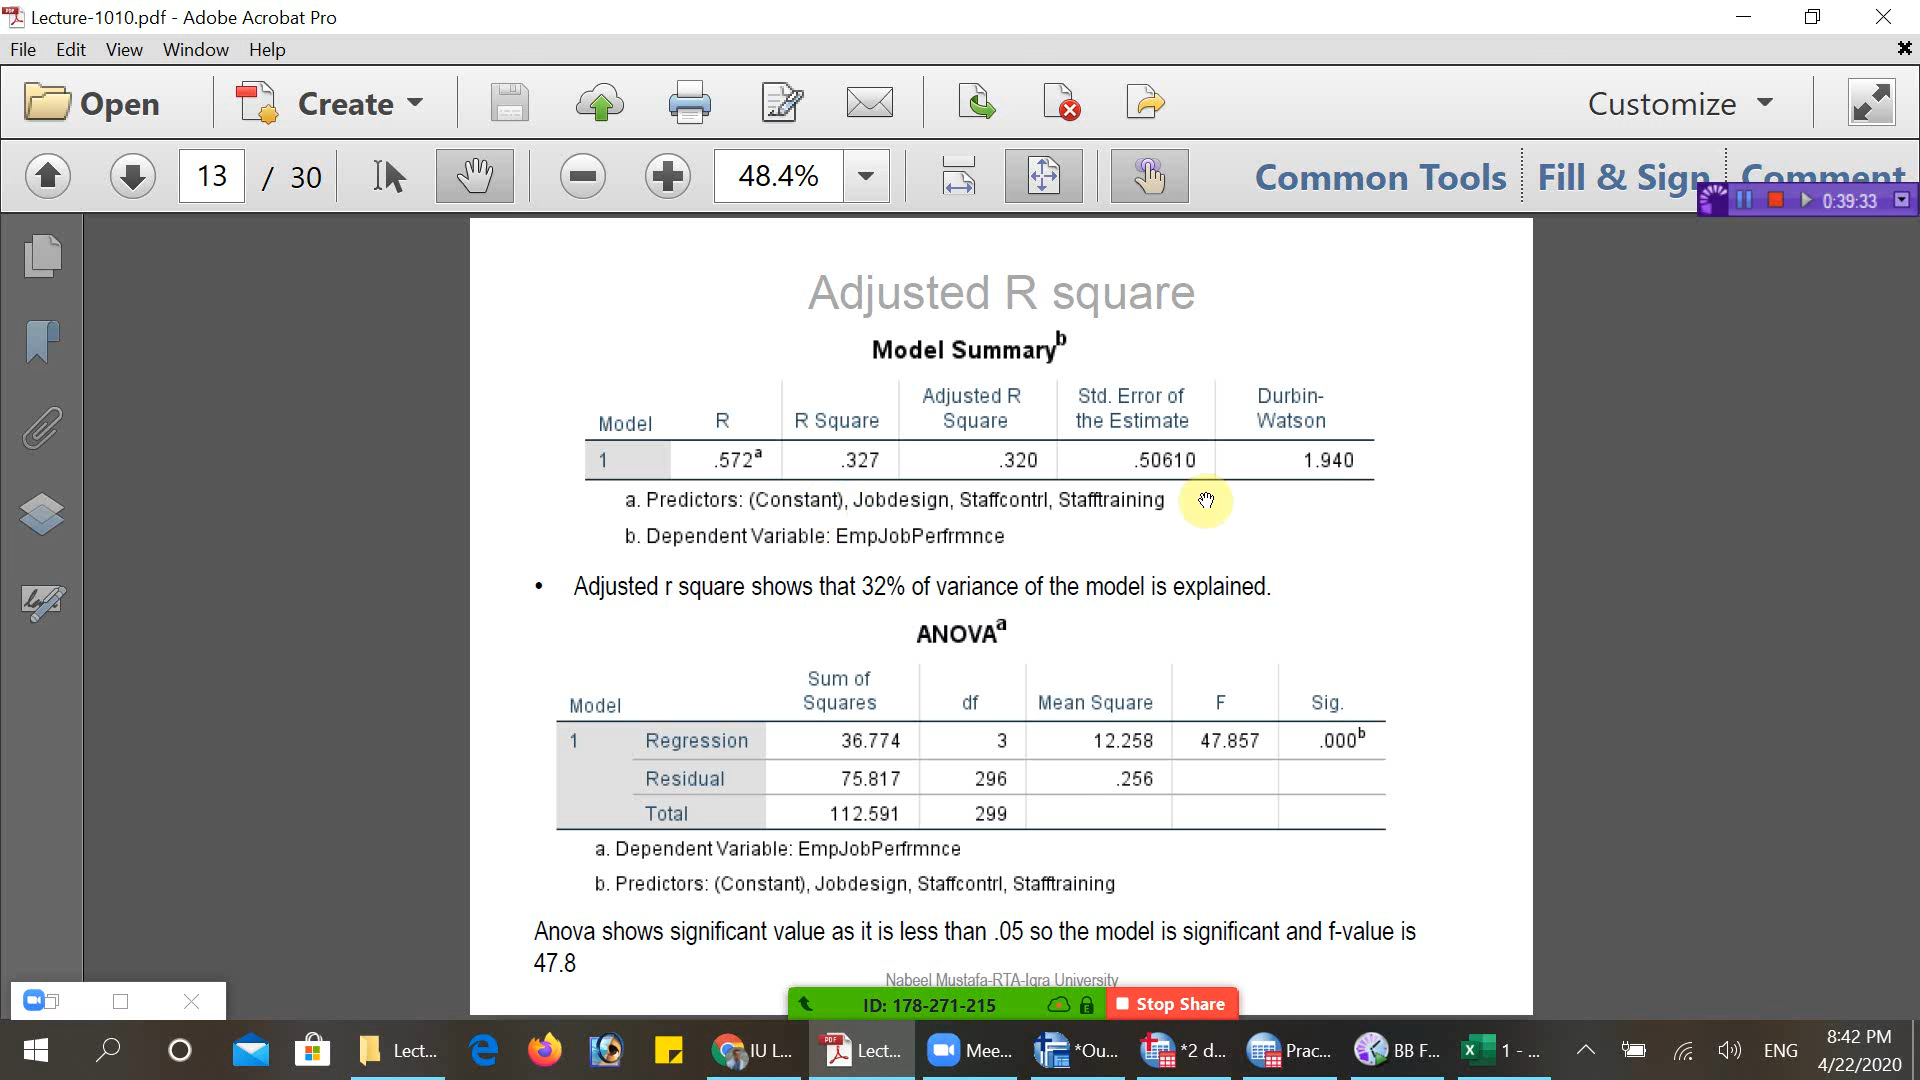 Lecture-1010.pdf - Adobe Acrobat Pro
File Edit View Window Help
Open Create Customize
13 / 30 48.4% Common Tools Fill & Sign Comment
0:39:33
Adjusted R square
Model Summaryb
Model R R Square Adjusted R Square Std. Error of the Estimate Durbin-Watson
1 .572a .327 .320 .50610 1.940
a. Predictors: (Constant), Jobdesign, Staffcontrl, Stafftraining
b. Dependent Variable: EmpJobPerfrmnce
• Adjusted r square shows that 32% of variance of the model is explained.
ANOVAa
Model Sum of Squares df Mean Square F Sig.
1 Regression 36.774 3 12.258 47.857 .000b
Residual 75.817 296 .256
Total 112.591 299
a. Dependent Variable: EmpJobPerfrmnce
b. Predictors: (Constant), Jobdesign, Staffcontrl, Stafftraining
Anova shows significant value as it is less than .05 so the model is significant and f-value is
47.8
Nabeel Mustafa-RTA-Iqra University
ID: 178-271-215 Stop Share
Lect... IU L... Lect... Mee... *Ou... *2 d... Prac... BB F... 1 - ... ENG 8:42 PM
4/22/2020